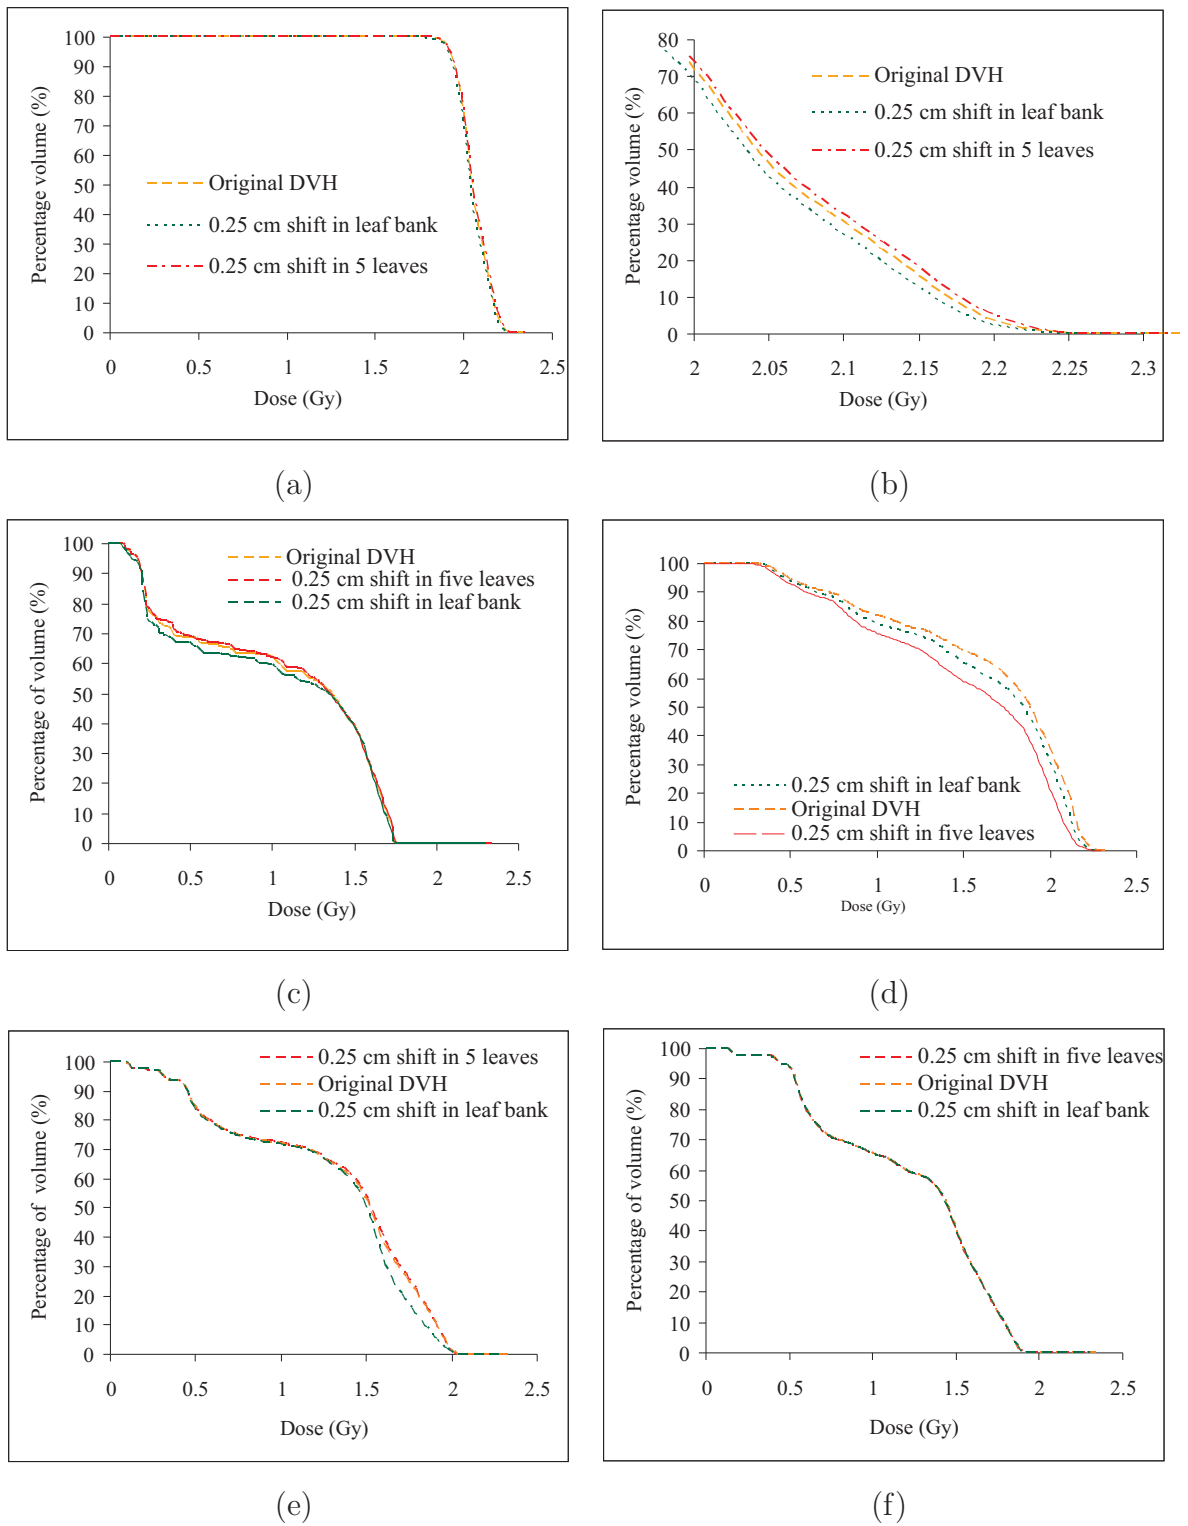 100
90
80
70
60
50
40
30
20
10
0
Percentage volume (%)
Original DVH
0.25 cm shift in leaf bank
0.25 cm shift in 5 leaves
0 0.5 1 1.5 2 2.5
Dose (Gy)
(a)
80
70
60
50
40
30
20
10
0
Percentage volume (%)
Original DVH
0.25 cm shift in leaf bank
0.25 cm shift in 5 leaves
2 2.05 2.1 2.15 2.2 2.25 2.3
Dose (Gy)
(b)
100
90
80
70
60
50
40
30
20
10
0
Percentage of volume (%)
Original DVH
0.25 cm shift in five leaves
0.25 cm shift in leaf bank
0 0.5 1 1.5 2 2.5
Dose (Gy)
(c)
100
90
80
70
60
50
40
30
20
10
0
Percentage volume (%)
0.25 cm shift in leaf bank
Original DVH
0.25 cm shift in five leaves
0 0.5 1 1.5 2 2.5
Dose (Gy)
(d)
100
90
80
70
60
50
40
30
20
10
0
Percentage of volume (%)
0.25 cm shift in 5 leaves
Original DVH
0.25 cm shift in leaf bank
0 0.5 1 1.5 2 2.5
Dose (Gy)
(e)
100
90
80
70
60
50
40
30
20
10
0
Percentage of volume (%)
0.25 cm shift in five leaves
Original DVH
0.25 cm shift in leaf bank
0 0.5 1 1.5 2 2.5
Dose (Gy)
(f)